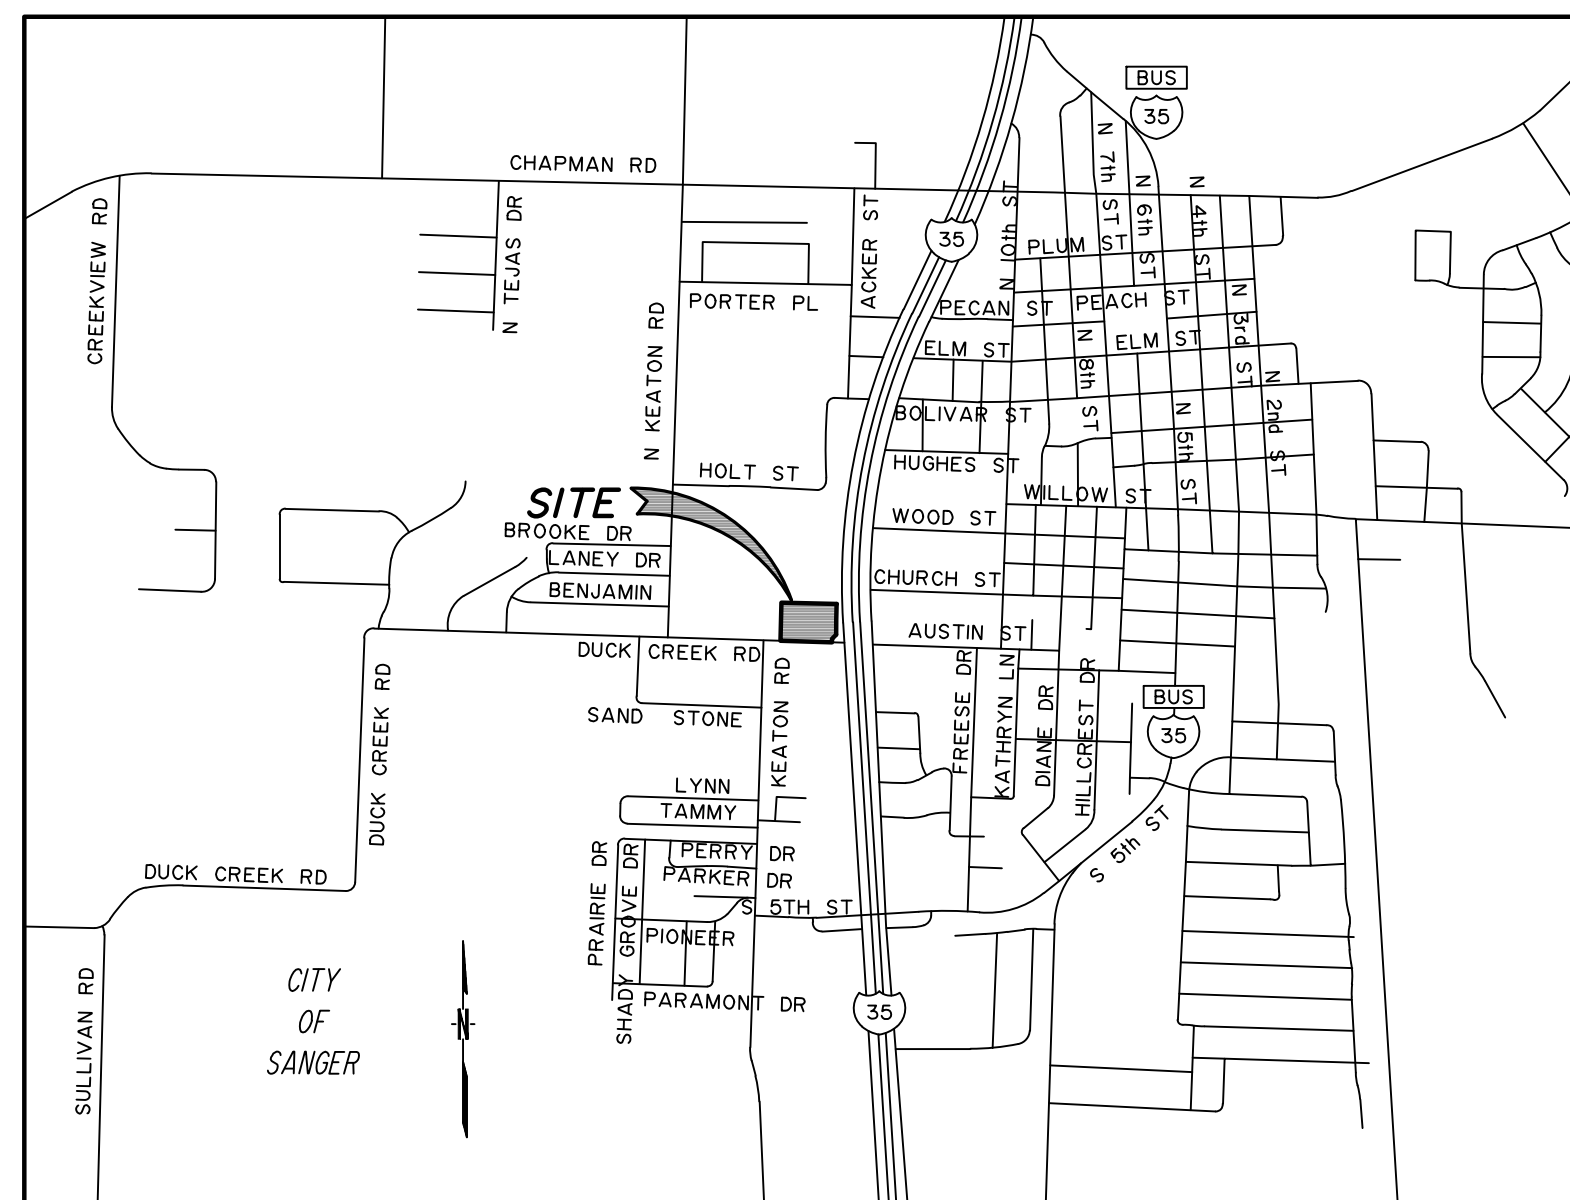 BUS
35
CHAPMAN RD
CREEKVIEW RD
N TEJAS DR
ACKER ST
N 10th ST
N 7th ST
N 6th ST
N 4th ST
35
PLUM ST
PORTER PL
PECAN ST
PEACH ST
N KEATON RD
ELM ST
ELM ST
N 8th ST
N 3rd ST
N 2nd ST
BOLIVAR ST
N 5th ST
HUGHES ST
HOLT ST
WILLOW ST
SITE
WOOD ST
BROOKE DR
LANEY DR
CHURCH ST
BENJAMIN
AUSTIN ST
DUCK CREEK RD
DUCK CREEK RD
KEATON RD
FREESE DR
KATHRYN LN
DIANE DR
HILLCREST DR
BUS
35
SAND STONE
LYNN
TAMMY
PERRY DR
PARKER DR
S 5th ST
DUCK CREEK RD
PRAIRIE DR
SHADY GROVE DR
S 5TH ST
PIONEER
PARAMONT DR
35
SULLIVAN RD
CITY
OF
SANGER
N